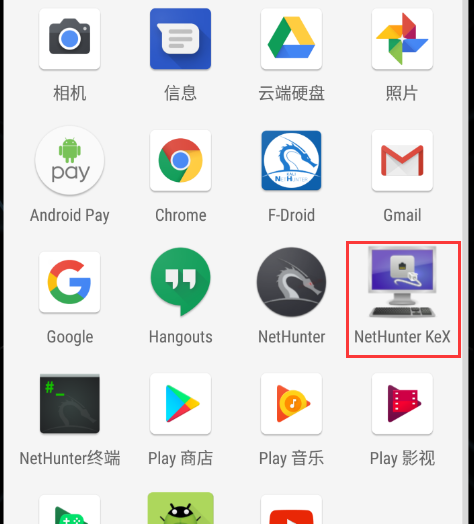 相机
信息
云端硬盘
照片
pay
Android Pay
Chrome
KALI
NETHUNTER
F-Droid
Gmail
Google
Hangouts
NetHunter
NetHunter KeX
#_
NetHunter终端
Play 商店
Play 音乐
Play 影视